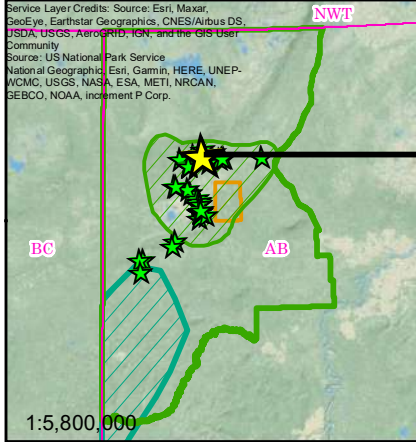 Service Layer Credits: Source: Esri, Maxar,
GeoEye, Earthstar Geographics, CNES/Airbus DS,
USDA, USGS, AeroGRID, IGN, and the GIS User
Community
Source: US National Park Service
National Geographic, Esri, Garmin, HERE, UNEP-
WCMC, USGS, NASA, ESA, METI, NRCAN,
GEBCO, NOAA, increment P Corp.
NWT
BC
AB
1:5,800,000